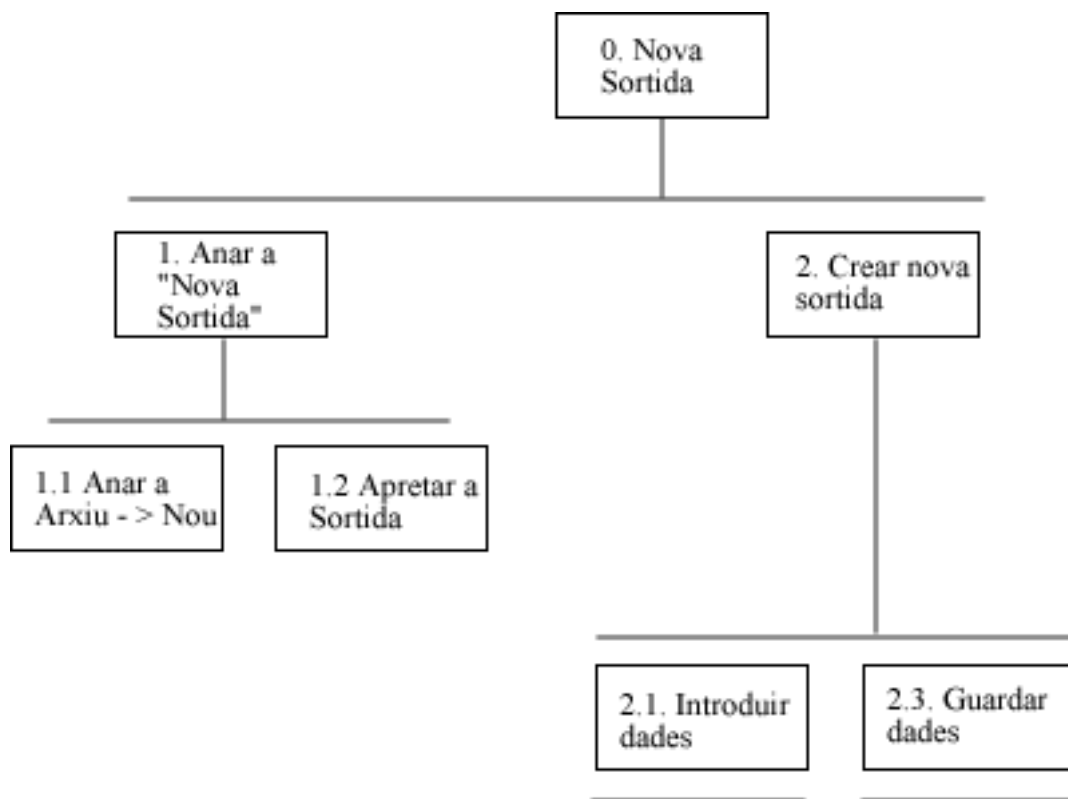 0. Nova
Sortida
1. Anar a
"Nova
Sortida"
2. Crear nova
sortida
1.1 Anar a
Arxiu - > Nou
1.2 Apretar a
Sortida
2.1. Introduir
dades
2.3. Guardar
dades